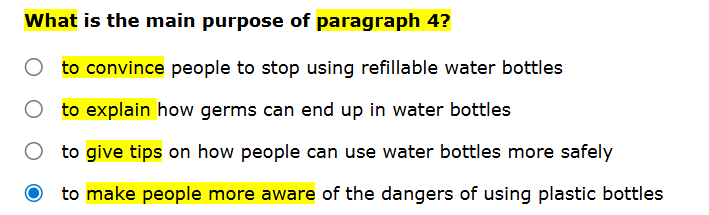 What is the main purpose of paragraph 4?
to convince people to stop using refillable water bottles
to explain how germs can end up in water bottles
to give tips on how people can use water bottles more safely
to make people more aware of the dangers of using plastic bottles